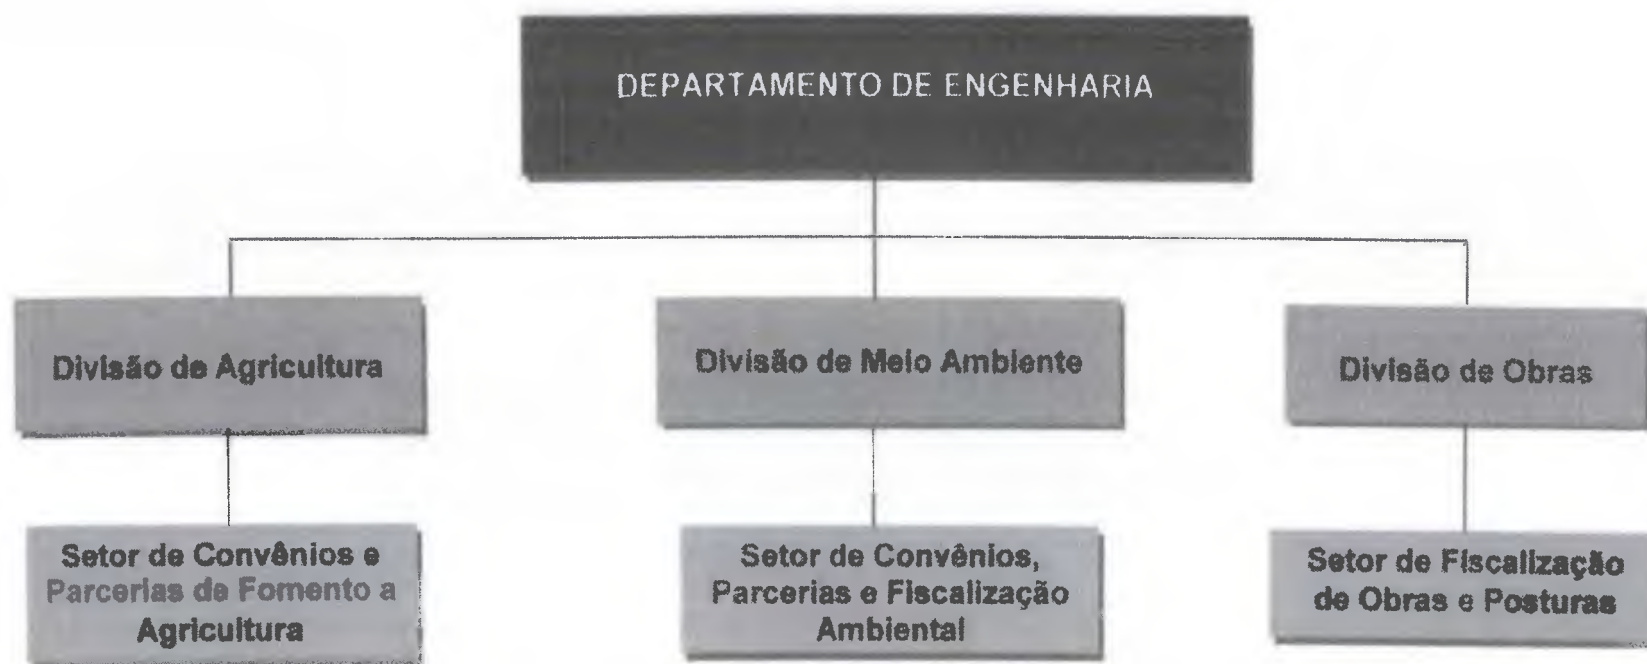 DEPARTAMENTO DE ENGENHARIA
Divisão de Agricultura
Divisão de Meio Ambiente
Divisão de Obras
Setor de Convênios e
Parcerias de Fomento a
Agricultura
Setor de Convênios,
Parcerias e Fiscalização
Ambiental
Setor de Fiscalização
de Obras e Posturas